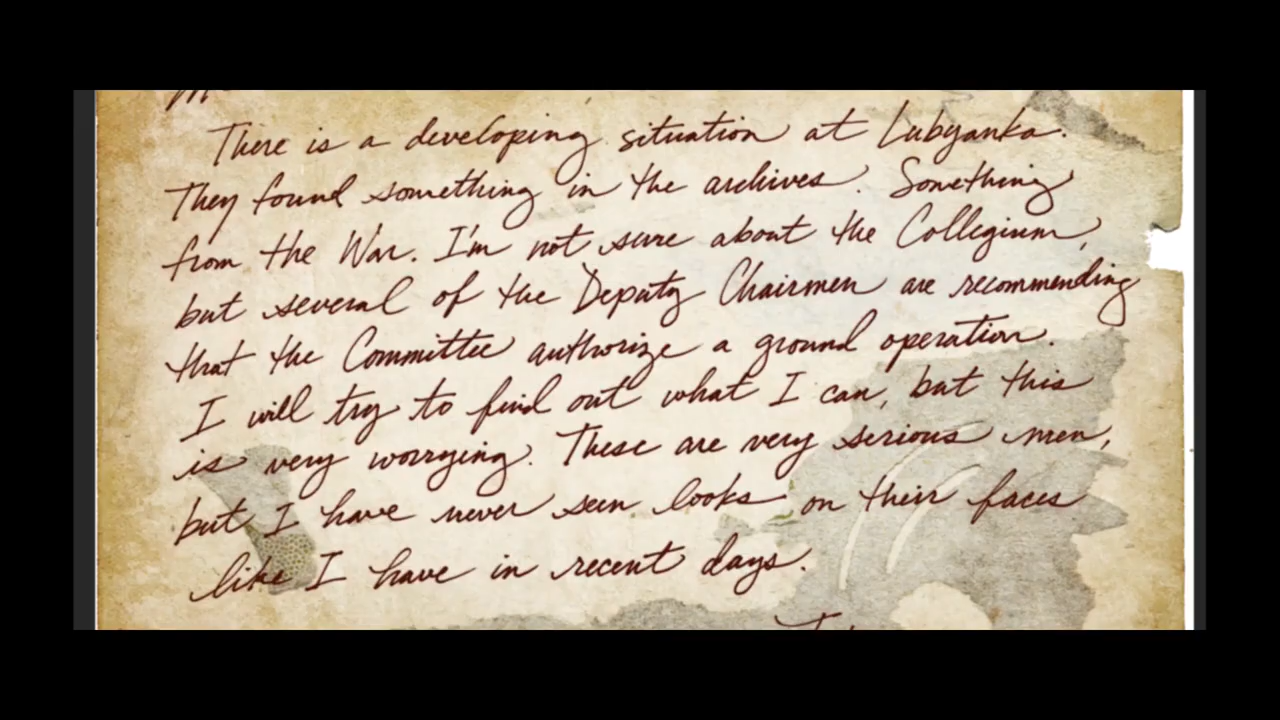 There is a developing situation at Lubyanka.
They found something in the archives. Something
from the War. I'm not sure about the Collegium,
but several of the Deputy Chairmen are recommending
that the Committee authorize a ground operation.
I will try to find out what I can, but this
is very worrying. These are very serious men,
but I have never seen looks on their faces
like I have in recent days.